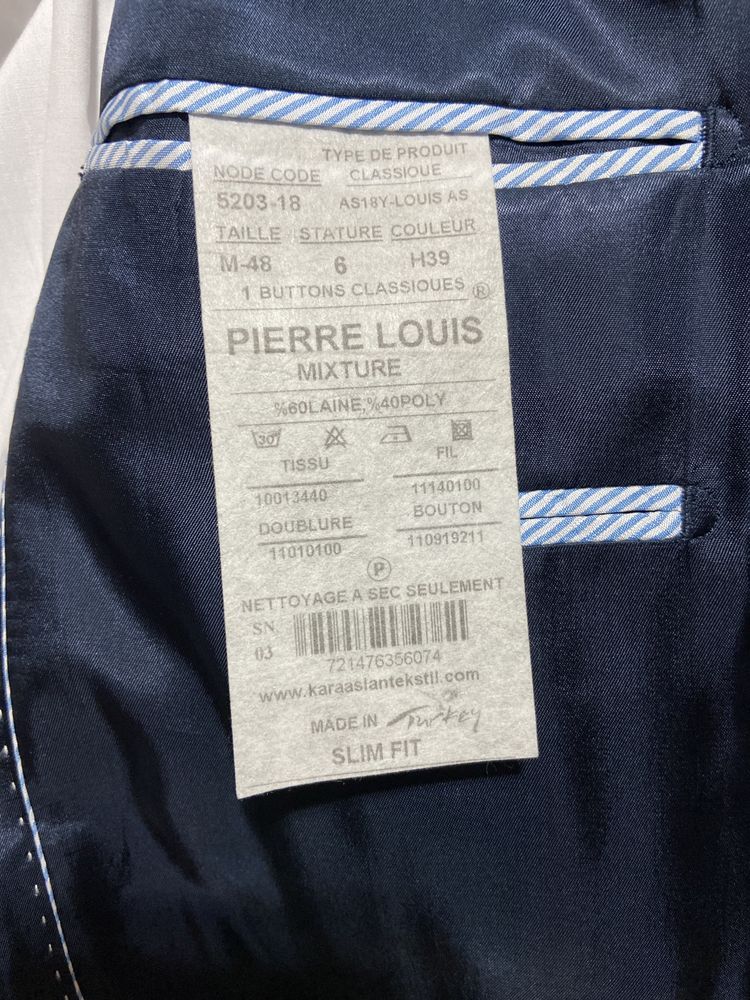 TYPE DE PRODUIT
NODE CODE CLASSIQUE
5203-18 AS18Y-LOUIS AS
TAILLE STATURE COULEUR
M-48 6 H39
1 BUTTONS CLASSIQUES ®
PIERRE LOUIS
MIXTURE
%60LAINE,%40POLY
30
TISSU FIL
10013440 11140100
DOUBLURE BOUTON
11010100 110919211
P
NETTOYAGE A SEC SEULEMENT
SN
03
721476356074
www.karaaslantekstil.com
MADE IN Turkey
SLIM FIT